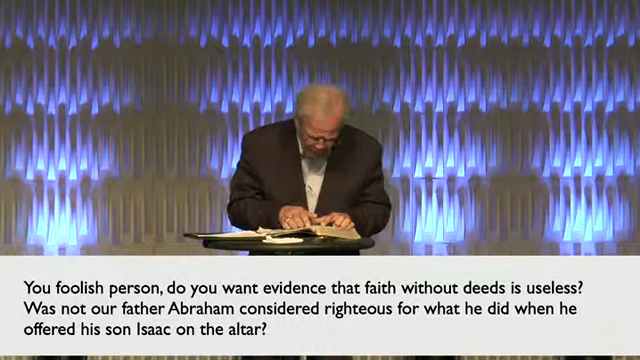 You foolish person, do you want evidence that faith without deeds is useless?
Was not our father Abraham considered righteous for what he did when he
offered his son Isaac on the altar?